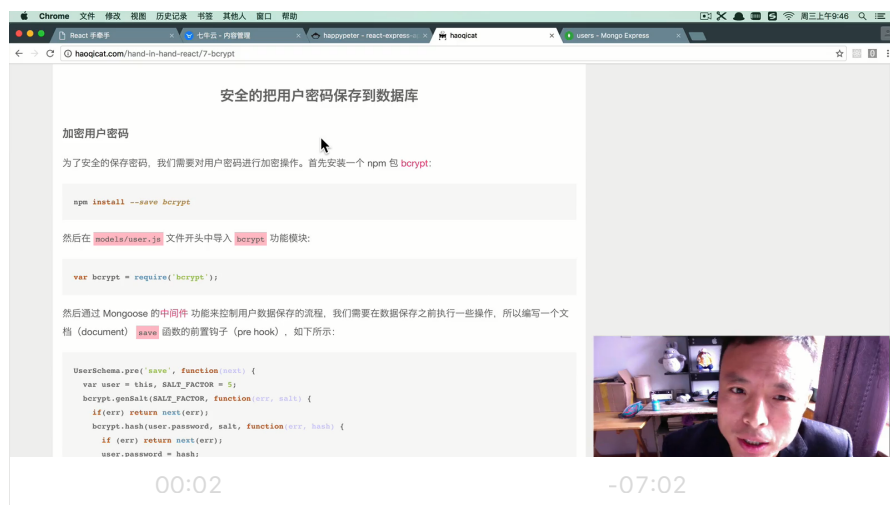 Chrome 文件 修改 视图 历史记录 书签 其他人 窗口 帮助 周三上午9:46
React 手牵手 × 七牛云 - 内容管理 × happypeter - react-express- × haoqicat × users - Mongo Express ×
haoqicat.com/hand-in-hand-react/7-bcrypt
安全的把用户密码保存到数据库
加密用户密码
为了安全的保存密码，我们需要对用户密码进行加密操作。首先安装一个 npm 包 bcrypt:
npm install --save bcrypt
然后在 models/user.js 文件开头中导入 bcrypt 功能模块:
var bcrypt = require('bcrypt');
然后通过 Mongoose 的中间件 功能来控制用户数据保存的流程，我们需要在数据保存之前执行一些操作，所以编写一个文
档（document） save 函数的前置钩子（pre hook），如下所示:
UserSchema.pre('save', function(next) {
var user = this, SALT_FACTOR = 5;
bcrypt.genSalt(SALT_FACTOR, function(err, salt) {
if(err) return next(err);
bcrypt.hash(user.password, salt, function(err, hash) {
if (err) return next(err);
user.password = hash;
00:02 -07:02